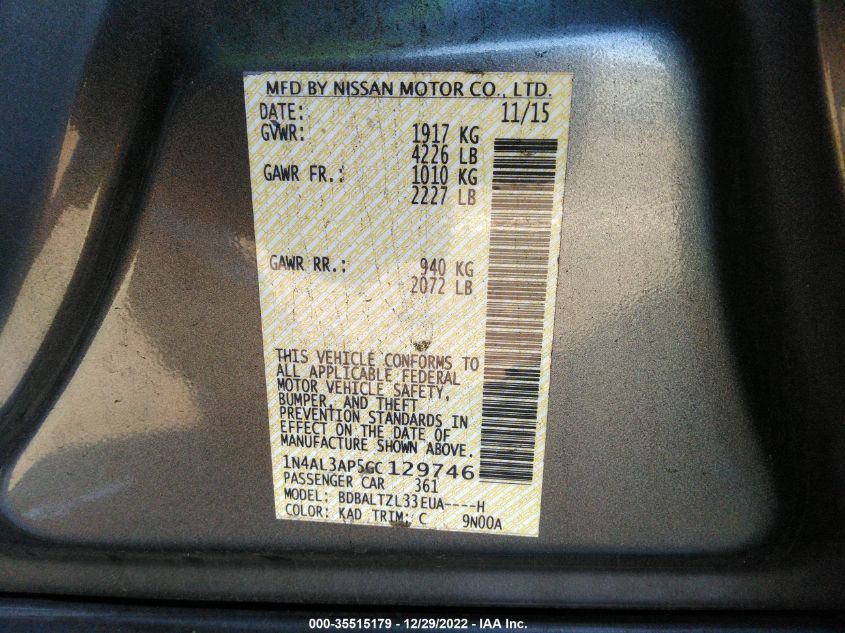 MFD BY NISSAN MOTOR CO., LTD.
DATE: 11/15
GVWR: 1917 KG
4226 LB
GAWR FR.: 1010 KG
2227 LB
GAWR RR.: 940 KG
2072 LB
THIS VEHICLE CONFORMS TO
ALL APPLICABLE FEDERAL
MOTOR VEHICLE SAFETY,
BUMPER, AND THEFT
PREVENTION STANDARDS IN
EFFECT ON THE DATE OF
MANUFACTURE SHOWN ABOVE.
1N4AL3AP5GC129746
PASSENGER CAR 361
MODEL: BDBALTZL33EUA----H
COLOR: KAD TRIM: C 9N00A
000-35515179 - 12/29/2022 - IAA Inc.